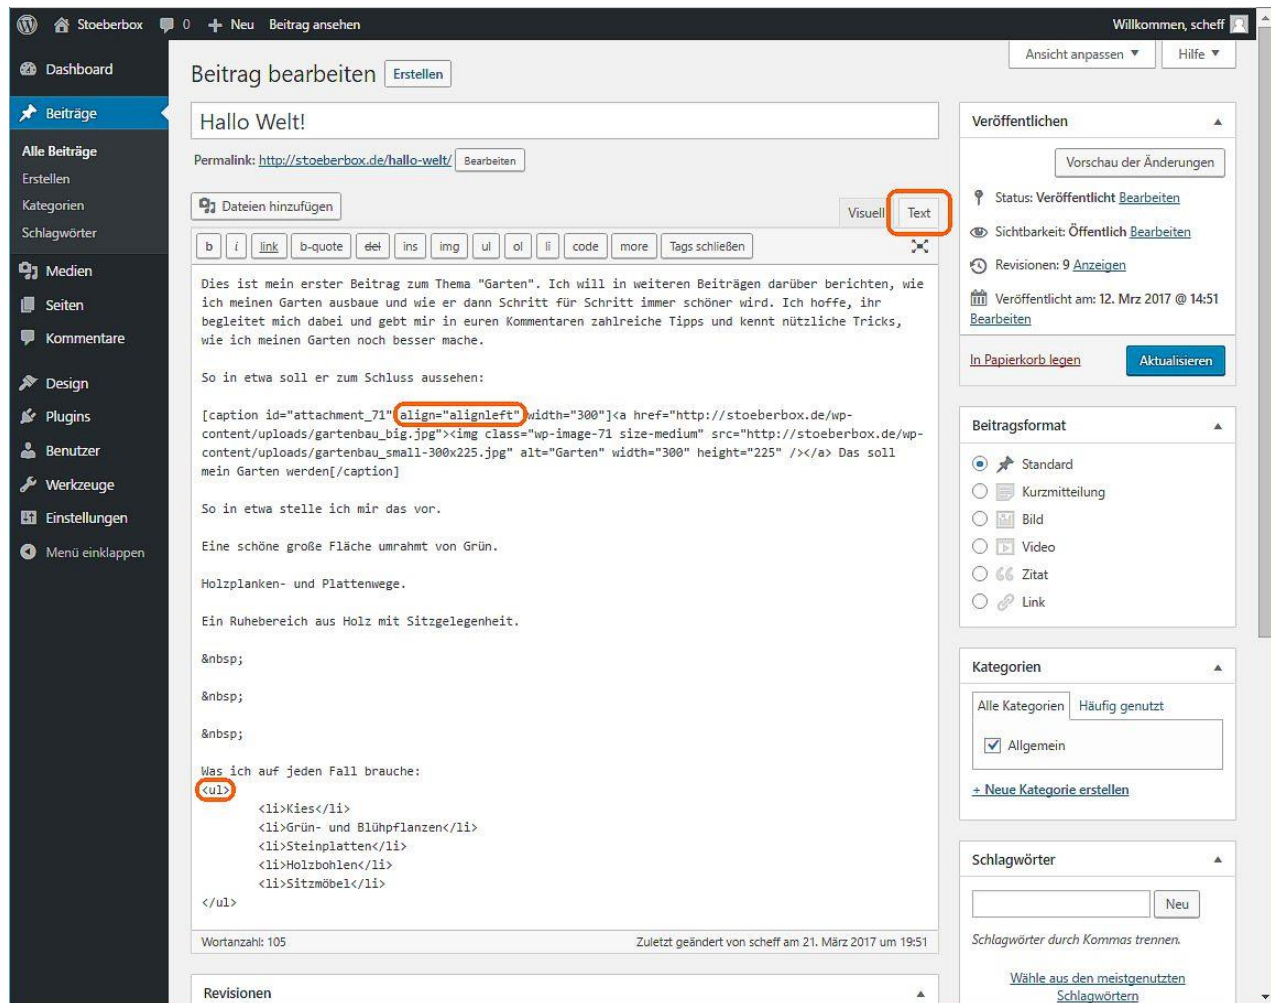 Stoeberbox 0 Neu Beitrag ansehen Willkommen, scheff
Dashboard
Beiträge
Alle Beiträge
Erstellen
Kategorien
Schlagwörter
Medien
Seiten
Kommentare
Design
Plugins
Benutzer
Werkzeuge
Einstellungen
Menü einklappen
Ansicht anpassen Hilfe
Beitrag bearbeiten Erstellen
Hallo Welt!
Permalink: http://stoeberbox.de/hallo-welt/ Bearbeiten
Dateien hinzufügen
Visuell Text
b i link b-quote del ins img ul ol li code more Tags schließen
Dies ist mein erster Beitrag zum Thema "Garten". Ich will in weiteren Beiträgen darüber berichten, wie
ich meinen Garten ausbaue und wie er dann Schritt für Schritt immer schöner wird. Ich hoffe, ihr
begleitet mich dabei und gebt mir in euren Kommentaren zahlreiche Tipps und kennt nützliche Tricks,
wie ich meinen Garten noch besser mache.
So in etwa soll er zum Schluss aussehen:
[caption id="attachment_71" align="alignleft" width="300"]<a href="http://stoeberbox.de/wp-
content/uploads/gartenbau_big.jpg"><img class="wp-image-71 size-medium" src="http://stoeberbox.de/wp-
content/uploads/gartenbau_small-300x225.jpg" alt="Garten" width="300" height="225" /></a> Das soll
mein Garten werden[/caption]
So in etwa stelle ich mir das vor.
Eine schöne große Fläche umrahmt von Grün.
Holzplanken- und Plattenwege.
Ein Ruhebereich aus Holz mit Sitzgelegenheit.
&nbsp;
&nbsp;
&nbsp;
Was ich auf jeden Fall brauche:
<ul>
<li>Kies</li>
<li>Grün- und Blühpflanzen</li>
<li>Steinplatten</li>
<li>Holzbohlen</li>
<li>Sitzmöbel</li>
</ul>
Wortanzahl: 105 Zuletzt geändert von scheff am 21. März 2017 um 19:51
Revisionen
Veröffentlichen
Vorschau der Änderungen
Status: Veröffentlicht Bearbeiten
Sichtbarkeit: Öffentlich Bearbeiten
Revisionen: 9 Anzeigen
Veröffentlicht am: 12. Mrz 2017 @ 14:51
Bearbeiten
In Papierkorb legen Aktualisieren
Beitragsformat
Standard
Kurzmitteilung
Bild
Video
Zitat
Link
Kategorien
Alle Kategorien Häufig genutzt
Allgemein
+ Neue Kategorie erstellen
Schlagwörter
Neu
Schlagwörter durch Kommas trennen.
Wähle aus den meistgenutzten
Schlagwörtern